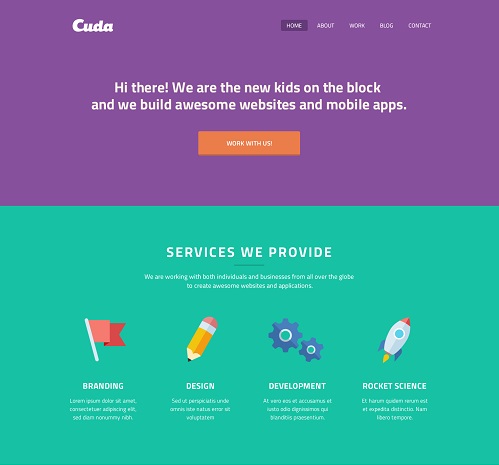 Cuda
HOME ABOUT WORK BLOG CONTACT
Hi there! We are the new kids on the block
and we build awesome websites and mobile apps.
WORK WITH US!
SERVICES WE PROVIDE
We are working with both individuals and businesses from all over the globe
to create awesome websites and applications.
BRANDING
Lorem ipsum dolor sit amet,
consectetuer adipiscing elit,
sed diam nonummy nibh.
DESIGN
Sed ut perspiciatis unde
omnis iste natus error sit
voluptatem
DEVELOPMENT
At vero eos et accusamus et
iusto odio dignissimos qui
blanditiis praesentium.
ROCKET SCIENCE
Et harum quidem rerum est
et expedita distinctio. Nam
libero tempore.